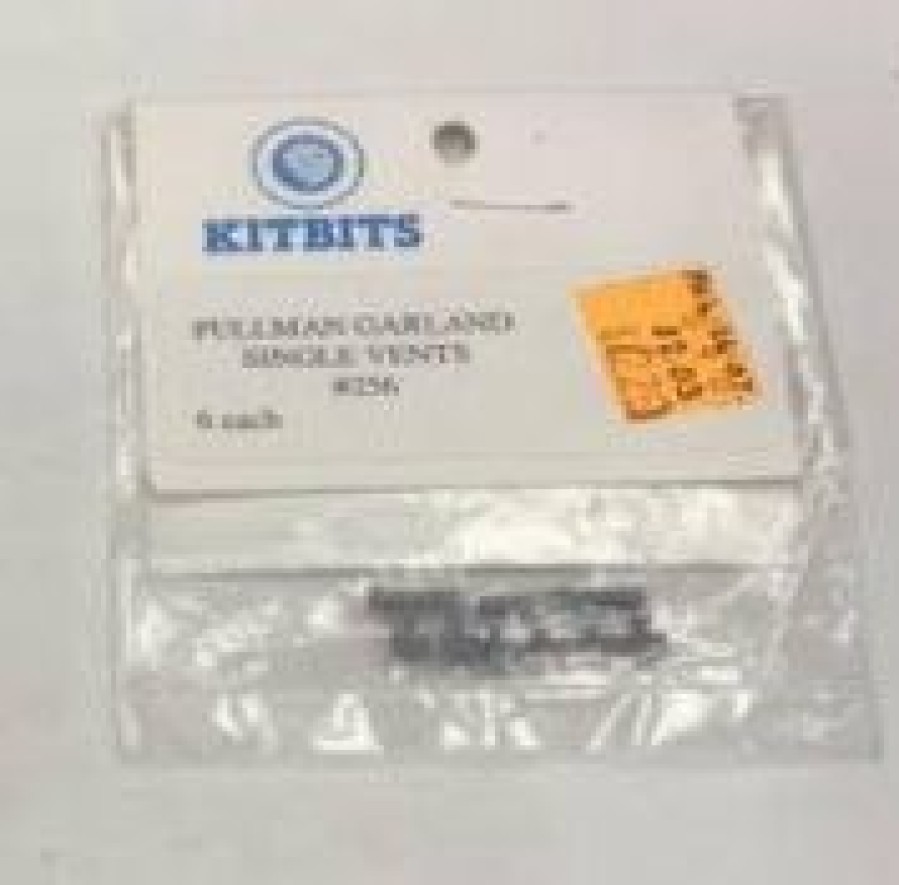 KITBITS
PULLMAN GARLAND
SINGLE VENTS
#256
6 each